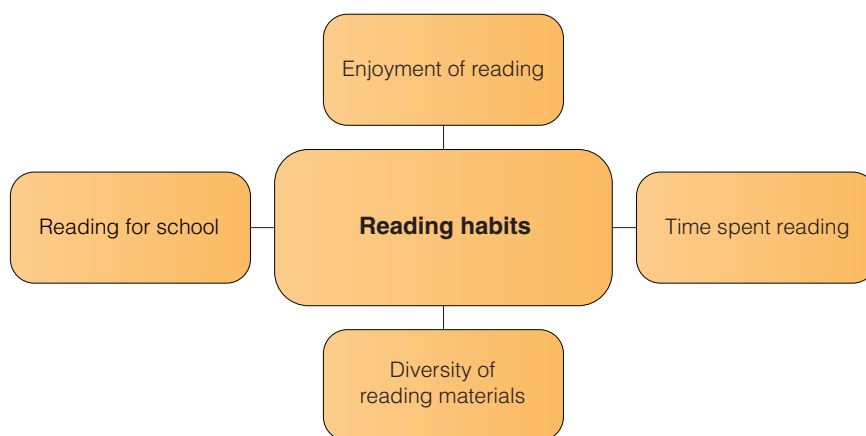 Enjoyment of reading
Reading for school
Reading habits
Time spent reading
Diversity of
reading materials